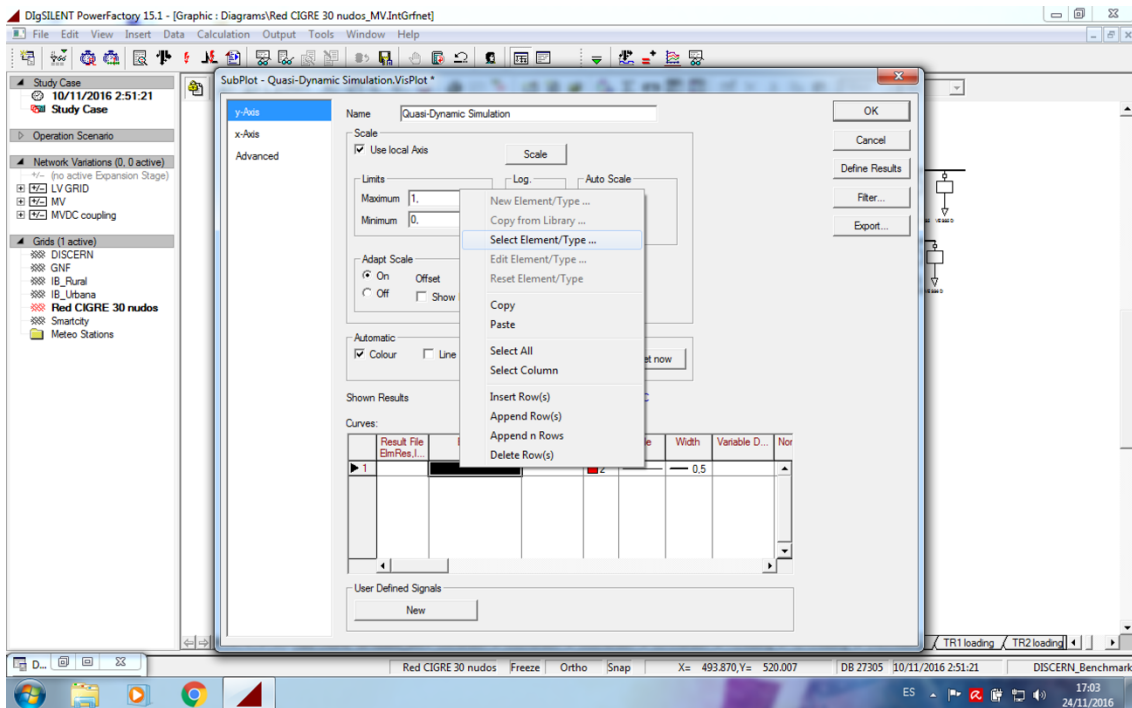 DIgSILENT PowerFactory 15.1 - [Graphic : Diagrams\Red CIGRE 30 nudos_MV.IntGrfnet]
File Edit View Insert Data Calculation Output Tools Window Help
Study Case
10/11/2016 2:51:21
Study Case
Operation Scenario
Network Variations (0, 0 active)
(no active Expansion Stage)
LV GRID
MV
MVDC coupling
Grids (1 active)
DISCERN
GNF
IB_Rural
IB_Urbana
Red CIGRE 30 nudos
Smartcity
Meteo Stations
SubPlot - Quasi-Dynamic Simulation.VisPlot *
y-Axis
x-Axis
Advanced
Name Quasi-Dynamic Simulation
Scale
Use local Axis Scale
Limits Log. Auto Scale
Maximum 1.
Minimum 0.
Adapt Scale
On Offset
Off Show
Automatic
Colour Line et now
Shown Results
Curves:
Result File
ElmRes,I... e Width Variable D... Nor
1 2 0,5
User Defined Signals
New
New Element/Type ...
Copy from Library ...
Select Element/Type ...
Edit Element/Type ...
Reset Element/Type
Copy
Paste
Select All
Select Column
Insert Row(s)
Append Row(s)
Append n Rows
Delete Row(s)
OK
Cancel
Define Results
Filter...
Export...
TR1 loading TR2 loading
D...
Red CIGRE 30 nudos Freeze Ortho Snap X= 493.870,Y= 520.007 DB 27305 10/11/2016 2:51:21 DISCERN_Benchmark
ES 17:03
24/11/2016